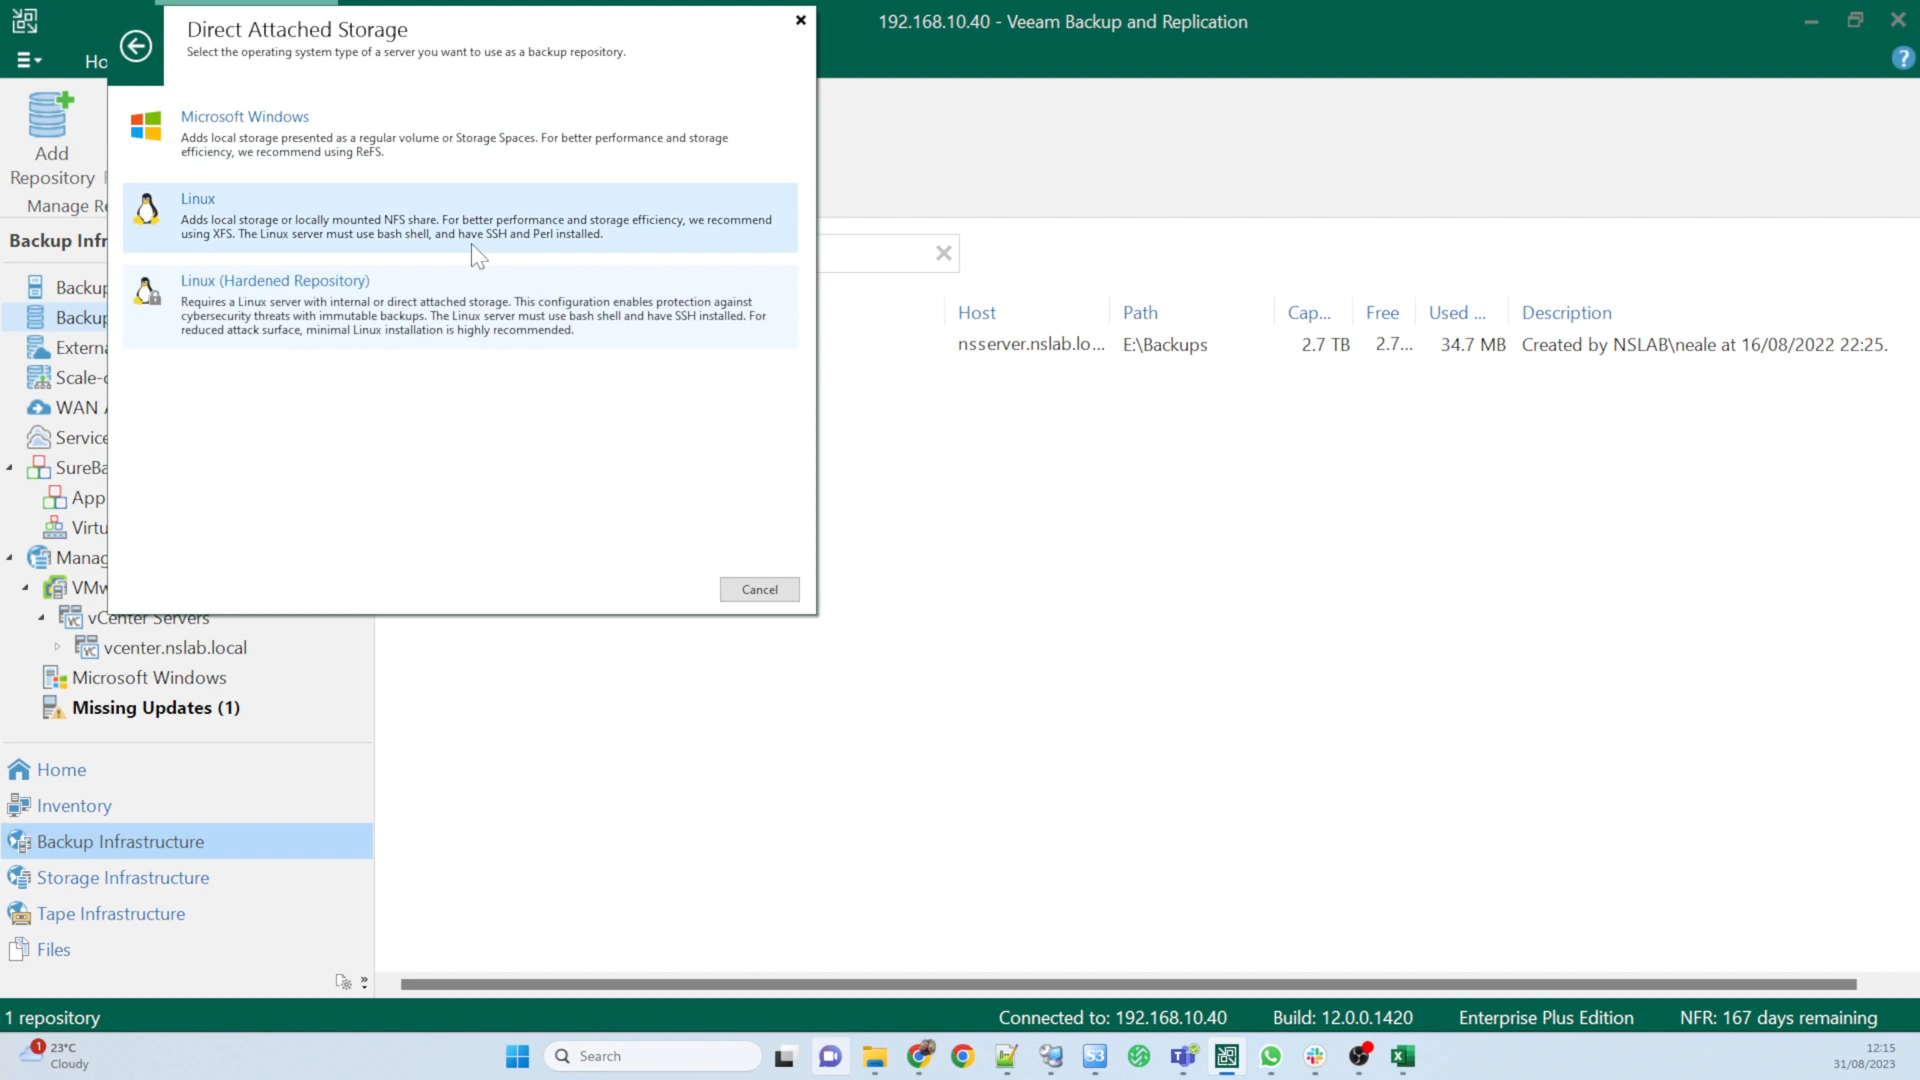 192.168.10.40 - Veeam Backup and Replication
Direct Attached Storage
Select the operating system type of a server you want to use as a backup repository.
Ho
?
Microsoft Windows
Adds local storage presented as a regular volume or Storage Spaces. For better performance and storage
efficiency, we recommend using ReFS.
Linux
Adds local storage or locally mounted NFS share. For better performance and storage efficiency, we recommend
using XFS. The Linux server must use bash shell, and have SSH and Perl installed.
Linux (Hardened Repository)
Requires a Linux server with internal or direct attached storage. This configuration enables protection against
cybersecurity threats with immutable backups. The Linux server must use bash shell and have SSH installed. For
reduced attack surface, minimal Linux installation is highly recommended.
Cancel
Add
Repository
Manage Re
Backup Infr
Backup
Backup
Externa
Scale-o
WAN A
Service
SureBa
App
Virtu
Manag
VMw
vCenter Servers
vcenter.nslab.local
Microsoft Windows
Missing Updates (1)
Host Path Cap... Free Used ... Description
nsserver.nslab.lo... E:\Backups 2.7 TB 2.7... 34.7 MB Created by NSLAB\neale at 16/08/2022 22:25.
Home
Inventory
Backup Infrastructure
Storage Infrastructure
Tape Infrastructure
Files
1 repository Connected to: 192.168.10.40 Build: 12.0.0.1420 Enterprise Plus Edition NFR: 167 days remaining
1
23°C
Cloudy
Search
S3
12:15
31/08/2023